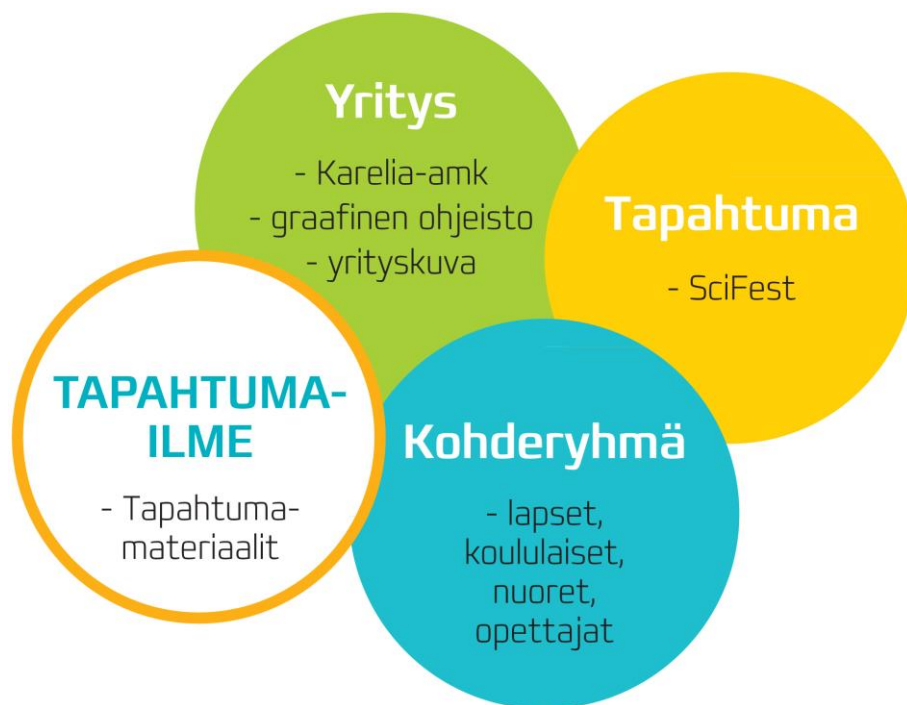 Yritys
- Karelia-amk
- graafinen ohjeisto
- yrityskuva
Tapahtuma
- SciFest
TAPAHTUMA-
ILME
- Tapahtuma-
materiaalit
Kohderyhmä
- lapset,
koululaiset,
nuoret,
opettajat